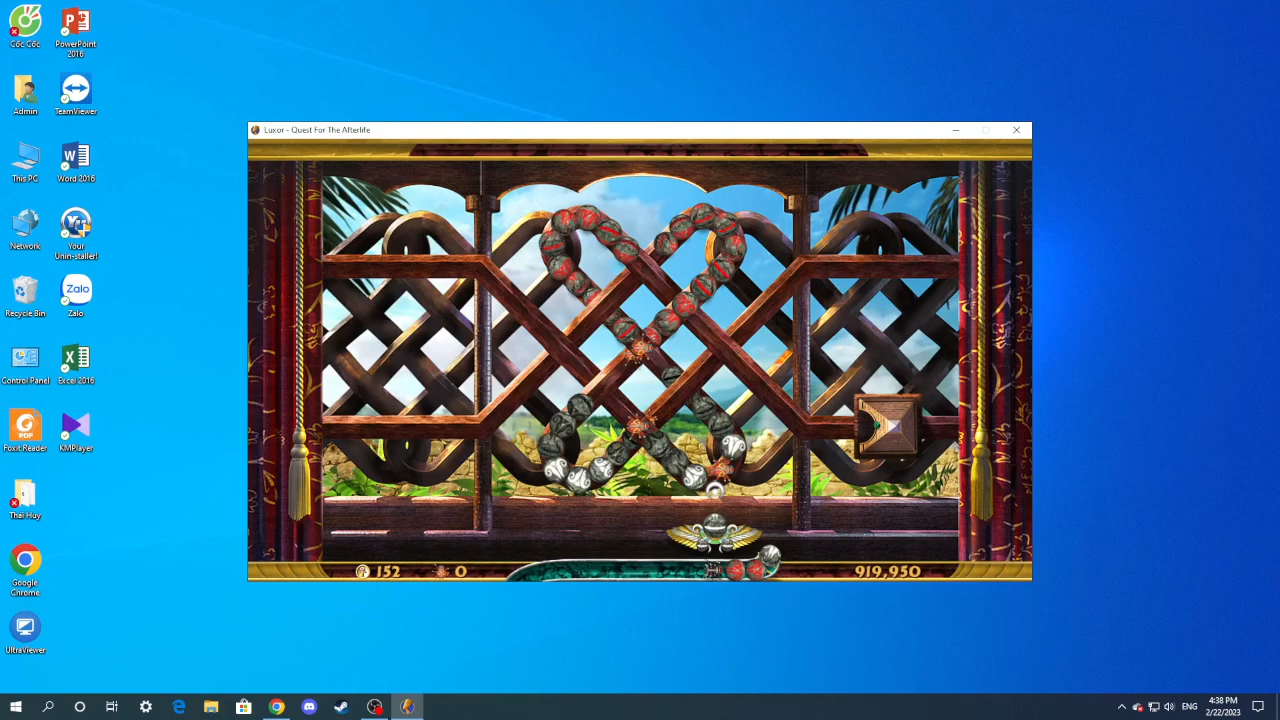 Cốc Cốc
PowerPoint 2016
Admin
TeamViewer
This PC
Word 2016
Network
Your Unin-staller!
Recycle Bin
Zalo
Control Panel
Excel 2016
Foxit Reader
KMPlayer
Thai Huy
Google Chrome
UltraViewer
Luxor - Quest For The Afterlife
152
0
919,950
ENG
4:38 PM
2/22/2023